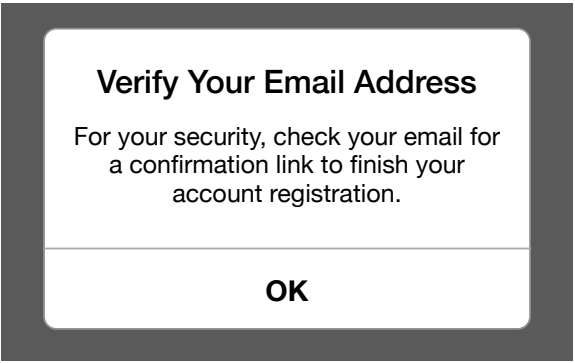 Verify Your Email Address
For your security, check your email for
a confirmation link to finish your
account registration.
OK